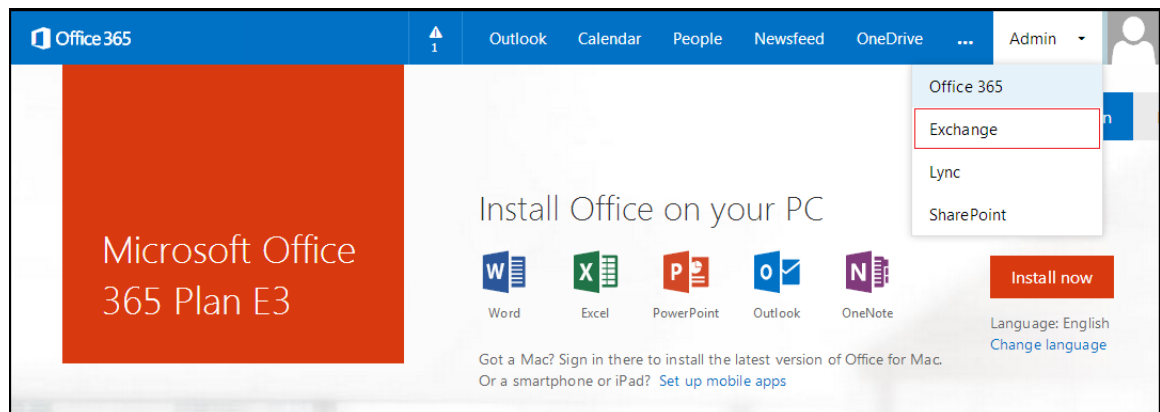 Office 365
1
Outlook Calendar People Newsfeed OneDrive ... Admin
Office 365
Exchange
n
Lync
SharePoint
Install Office on your PC
Microsoft Office
365 Plan E3
Word Excel PowerPoint Outlook OneNote
Install now
Language: English
Change language
Got a Mac? Sign in there to install the latest version of Office for Mac.
Or a smartphone or iPad? Set up mobile apps